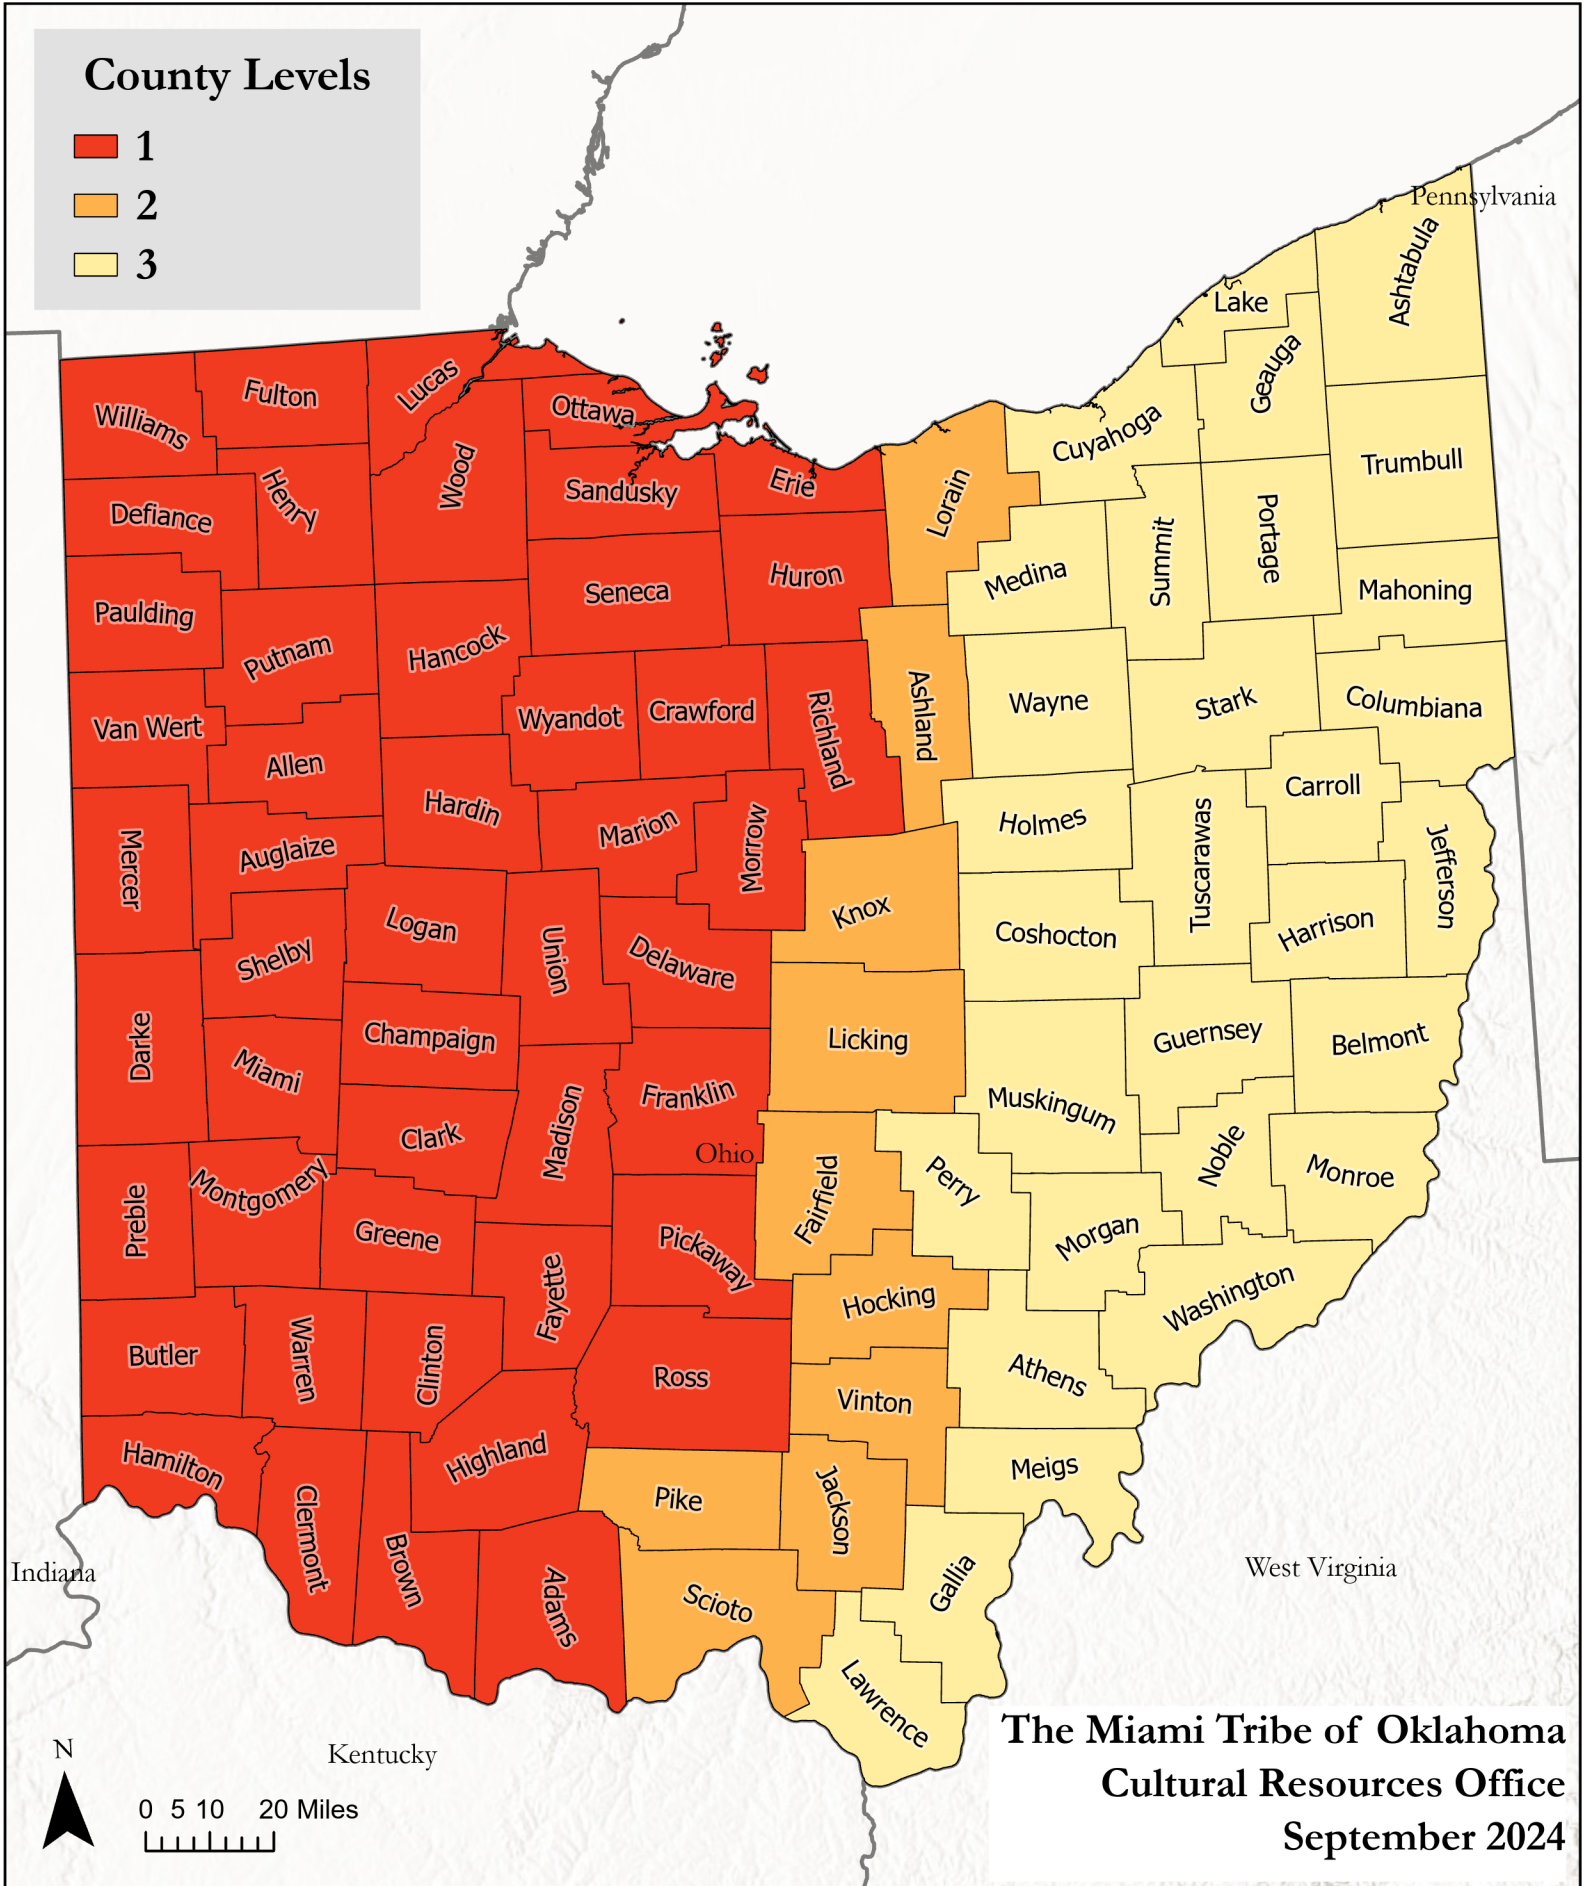 County Levels
1
2
3
Pennsylvania
Ashtabula
Lake
Geauga
Williams
Fulton
Lucas
Ottawa
Cuyahoga
Trumbull
Defiance
Henry
Wood
Sandusky
Erie
Lorain
Medina
Summit
Portage
Mahoning
Paulding
Putnam
Hancock
Seneca
Huron
Ashland
Wayne
Stark
Columbiana
Van Wert
Allen
Wyandot
Crawford
Richland
Mercer
Auglaize
Hardin
Marion
Morrow
Knox
Holmes
Tuscarawas
Carroll
Jefferson
Shelby
Logan
Union
Delaware
Coshocton
Harrison
Darke
Miami
Champaign
Licking
Guernsey
Belmont
Clark
Madison
Franklin
Ohio
Muskingum
Preble
Montgomery
Greene
Fayette
Pickaway
Fairfield
Perry
Morgan
Noble
Monroe
Butler
Warren
Clinton
Ross
Hocking
Athens
Washington
Vinton
Hamilton
Clermont
Brown
Highland
Adams
Pike
Jackson
Meigs
Scioto
Gallia
Lawrence
Indiana
West Virginia
Kentucky
N
0 5 10 20 Miles
The Miami Tribe of Oklahoma
Cultural Resources Office
September 2024